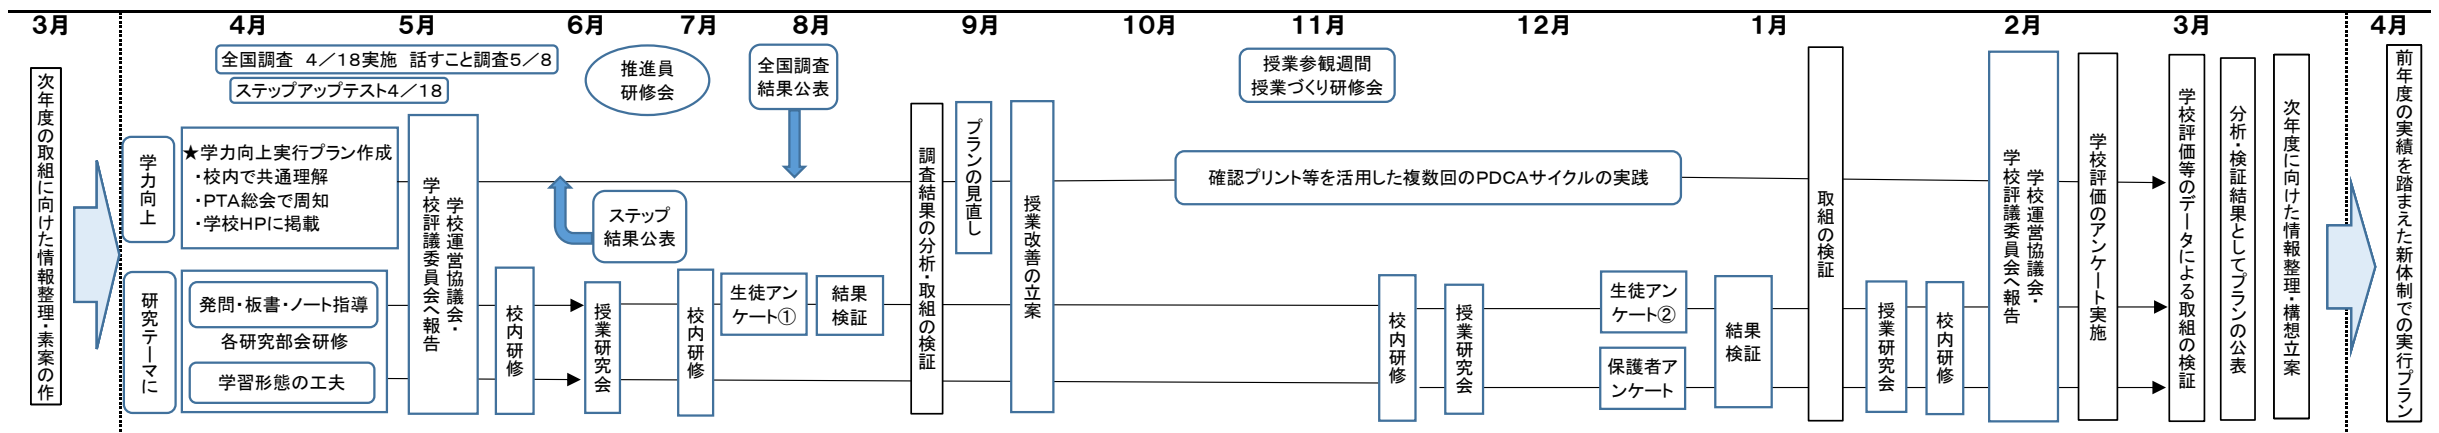 3月
4月
5月
6月
7月
8月
9月
10月
11月
12月
1月
2月
3月
4月
次年度の取組に向けた情報整理・素案の作
全国調査 4/18実施 話すこと調査5/8
ステップアップテスト4/18
学力向上
★学力向上実行プラン作成
・校内で共通理解
・PTA総会で周知
・学校HPに掲載
研究テーマに
発問・板書・ノート指導
各研究部会研修
学習形態の工夫
学校運営協議会・
学校評議委員会へ報告
校内研修
推進員
研修会
ステップ
結果公表
授業研究会
校内研修
全国調査
結果公表
生徒アン
ケート①
結果
検証
調査結果の分析・取組の検証
プランの見直し
授業改善の立案
授業参観週間
授業づくり研修会
確認プリント等を活用した複数回のPDCAサイクルの実践
校内研修
授業研究会
生徒アン
ケート②
保護者ア
ンケート
結果
検証
取組の検証
授業研究会
校内研修
学校運営協議会・
学校評議委員会へ報告
学校評価のアンケート実施
学校評価等のデータによる取組の検証
分析・検証結果としてプランの公表
次年度に向けた情報整理・構想立案
前年度の実績を踏まえた新体制での実行プラン